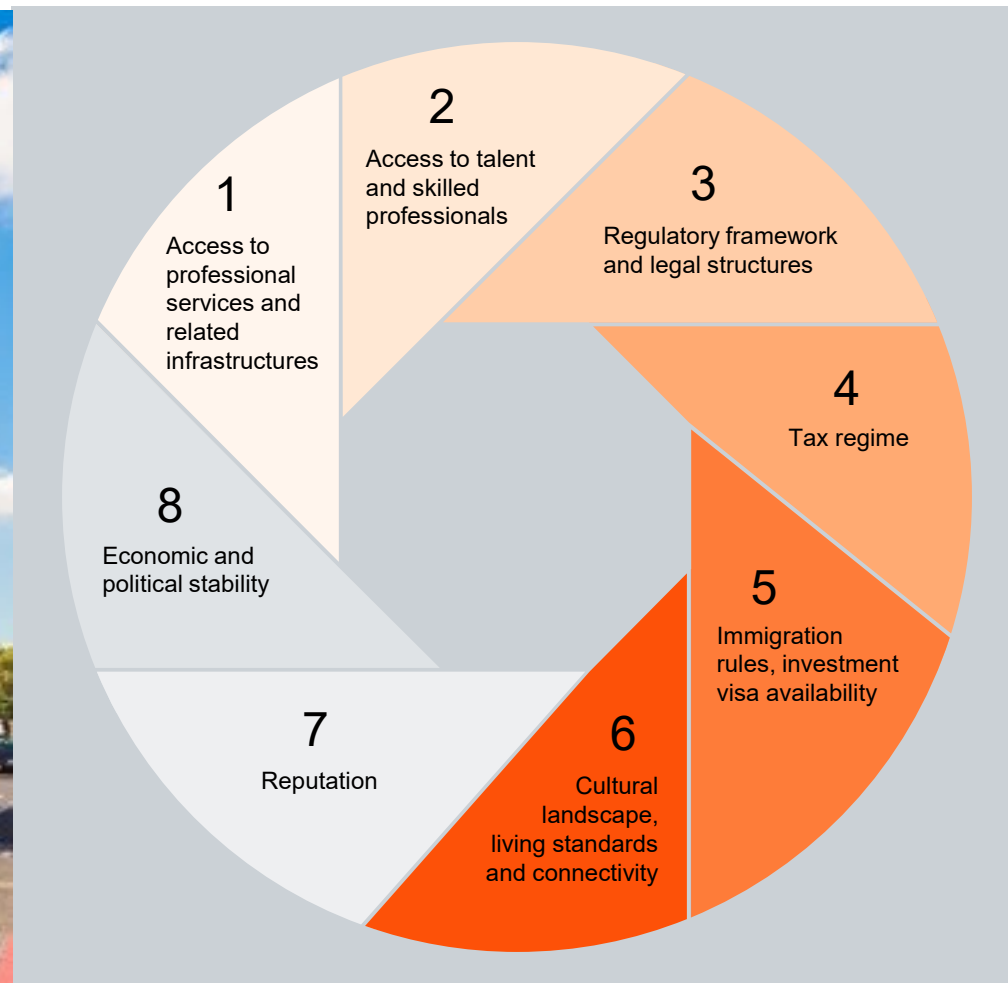 1
Access to
professional
services and
related
infrastructures
2
Access to talent
and skilled
professionals
3
Regulatory framework
and legal structures
4
Tax regime
5
Immigration
rules, investment
visa availability
6
Cultural
landscape,
living standards
and connectivity
7
Reputation
8
Economic and
political stability